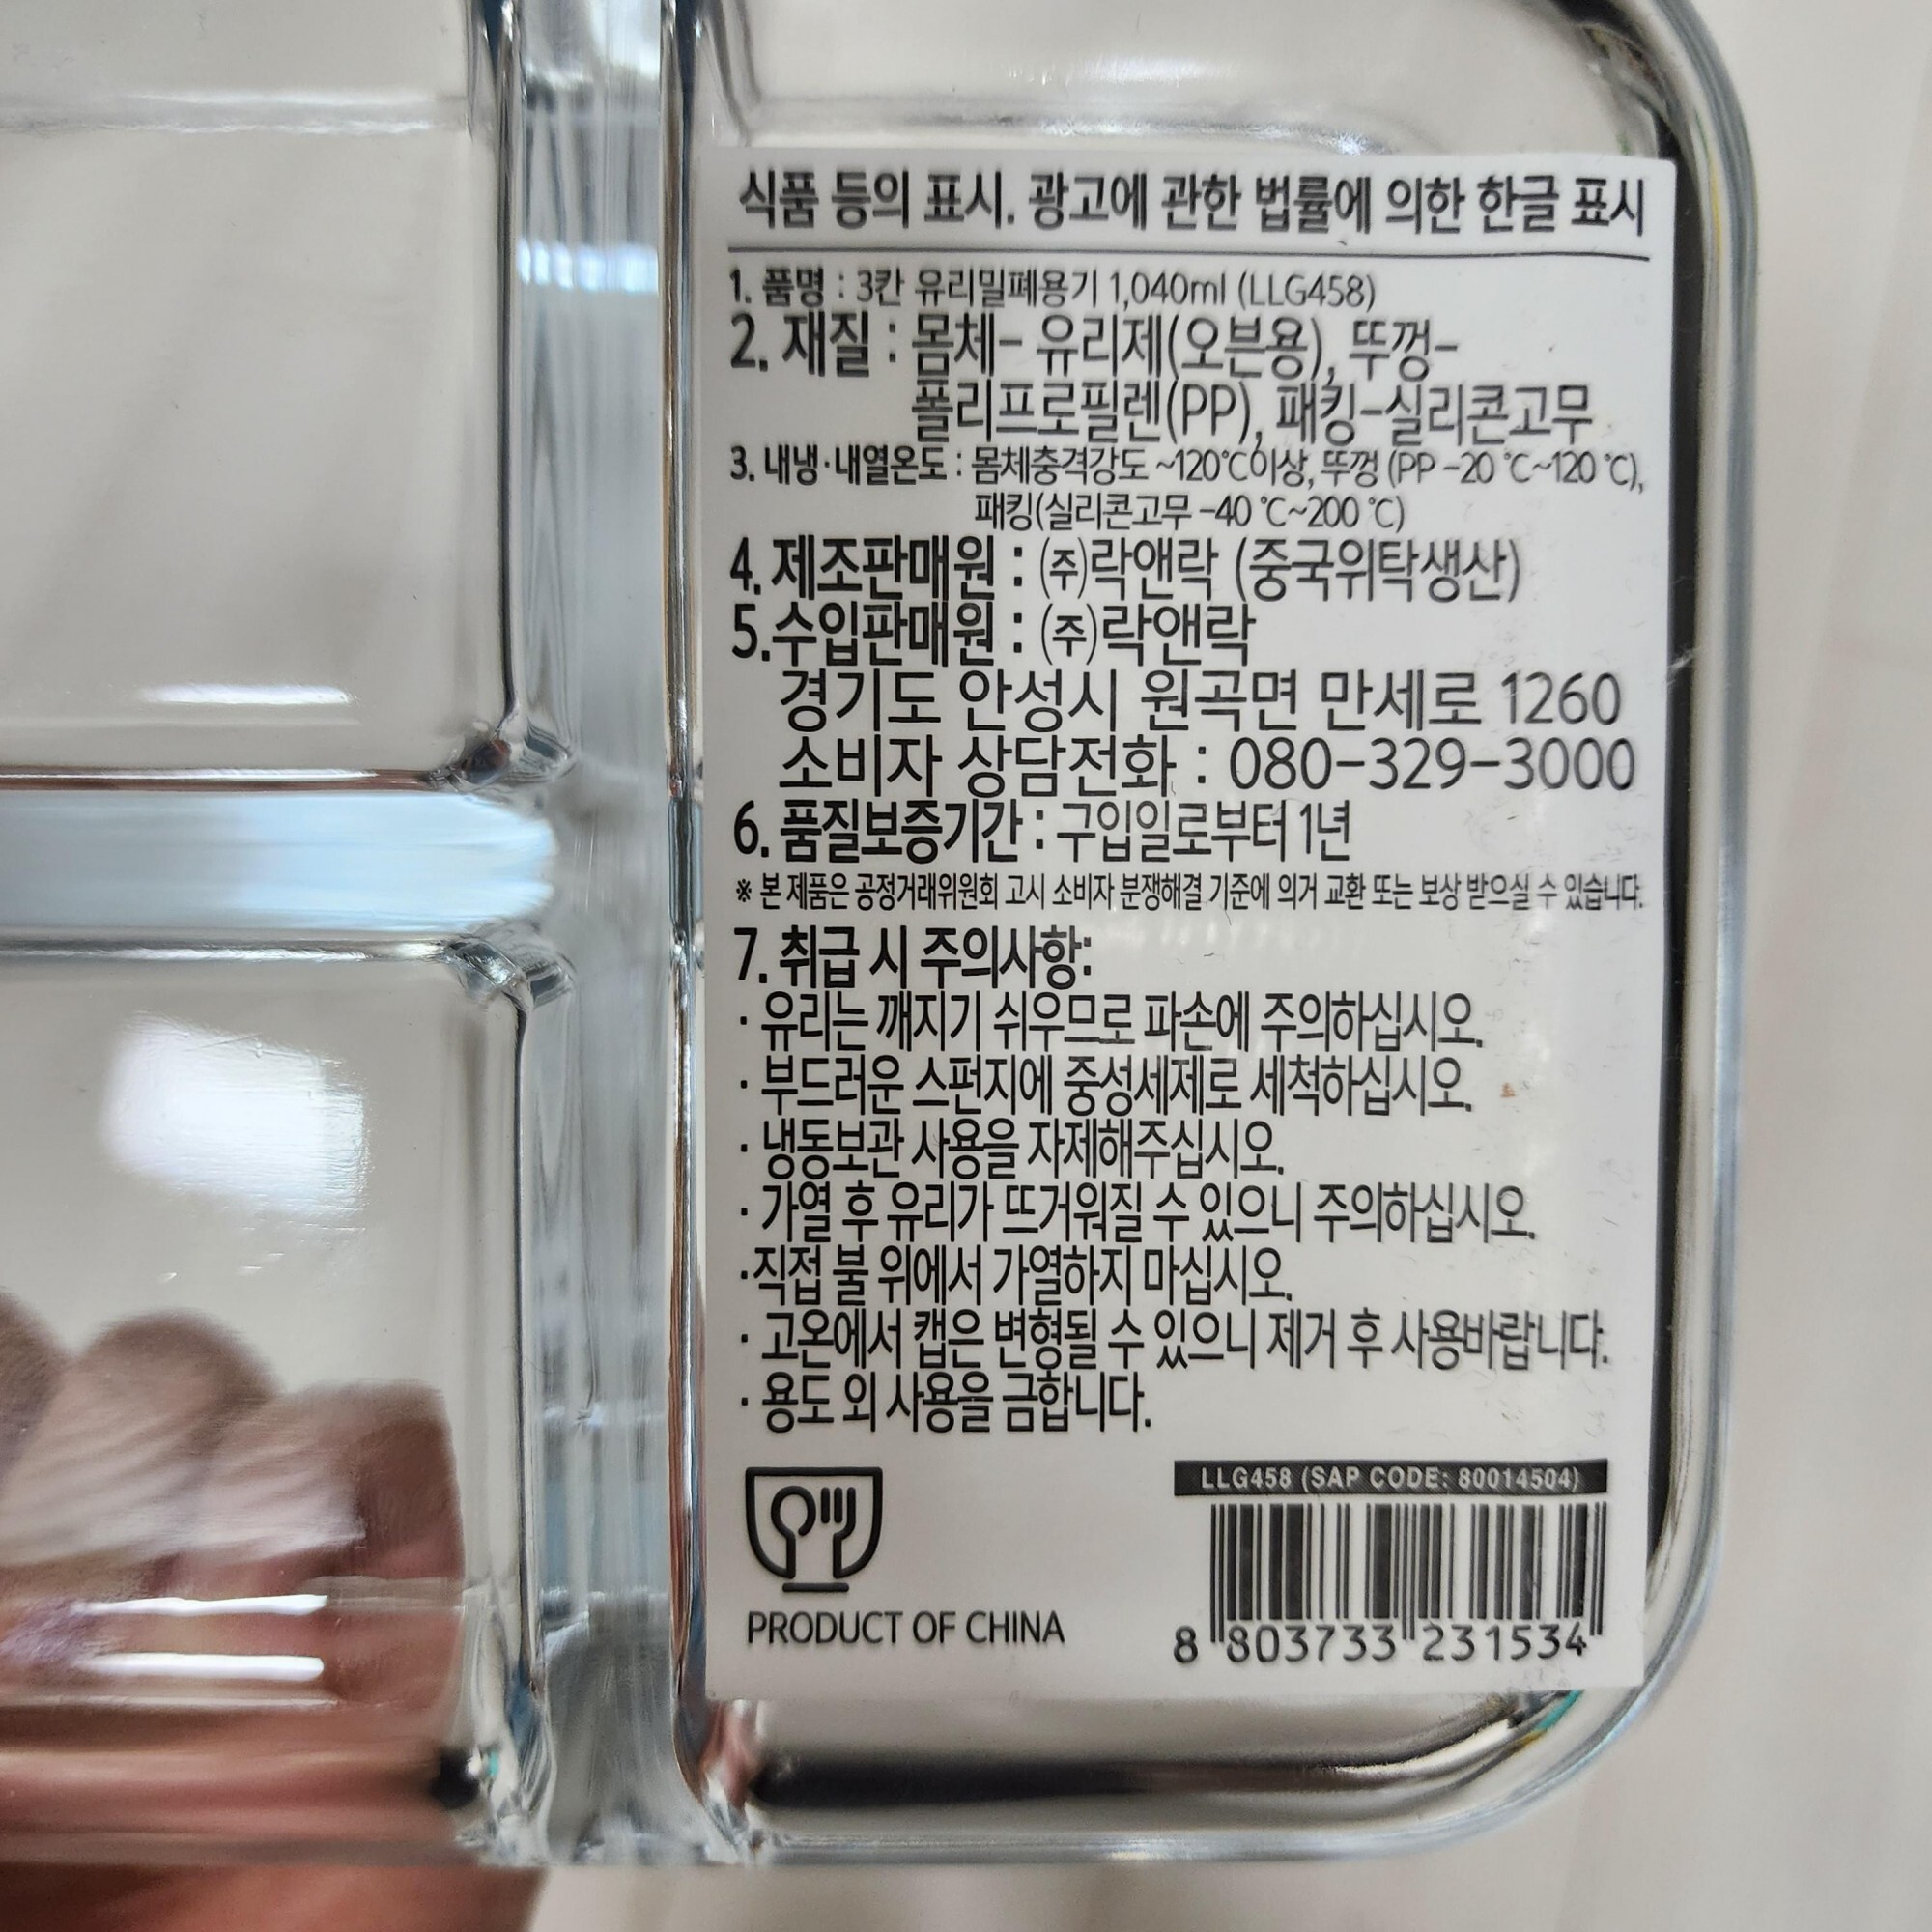 식품 등의 표시. 광고에 관한 법률에 의한 한글 표시
1. 품명 : 3칸 유리밀폐용기 1,040ml (LLG458)
2. 재질 : 몸체- 유리제(오븐용), 뚜껑-
폴리프로필렌(PP), 패킹-실리콘고무
3. 내냉·내열온도 : 몸체충격강도 ~120℃이상, 뚜껑 (PP -20 ℃~120 ℃),
패킹(실리콘고무 -40 ℃~200 ℃)
4. 제조판매원 : ㈜락앤락 (중국위탁생산)
5.수입판매원 : ㈜락앤락
경기도 안성시 원곡면 만세로 1260
소비자 상담전화 : 080-329-3000
6. 품질보증기간 : 구입일로부터 1년
※ 본 제품은 공정거래위원회 고시 소비자 분쟁해결 기준에 의거 교환 또는 보상 받으실 수 있습니다.
7. 취급 시 주의사항:
· 유리는 깨지기 쉬우므로 파손에 주의하십시오.
· 부드러운 스펀지에 중성세제로 세척하십시오.
· 냉동보관 사용을 자제해주십시오.
· 가열 후 유리가 뜨거워질 수 있으니 주의하십시오.
·직접 불 위에서 가열하지 마십시오.
· 고온에서 캡은 변형될 수 있으니 제거 후 사용바랍니다.
· 용도 외 사용을 금합니다.
LLG458 (SAP CODE: 80014504)
PRODUCT OF CHINA
8 803733 231534